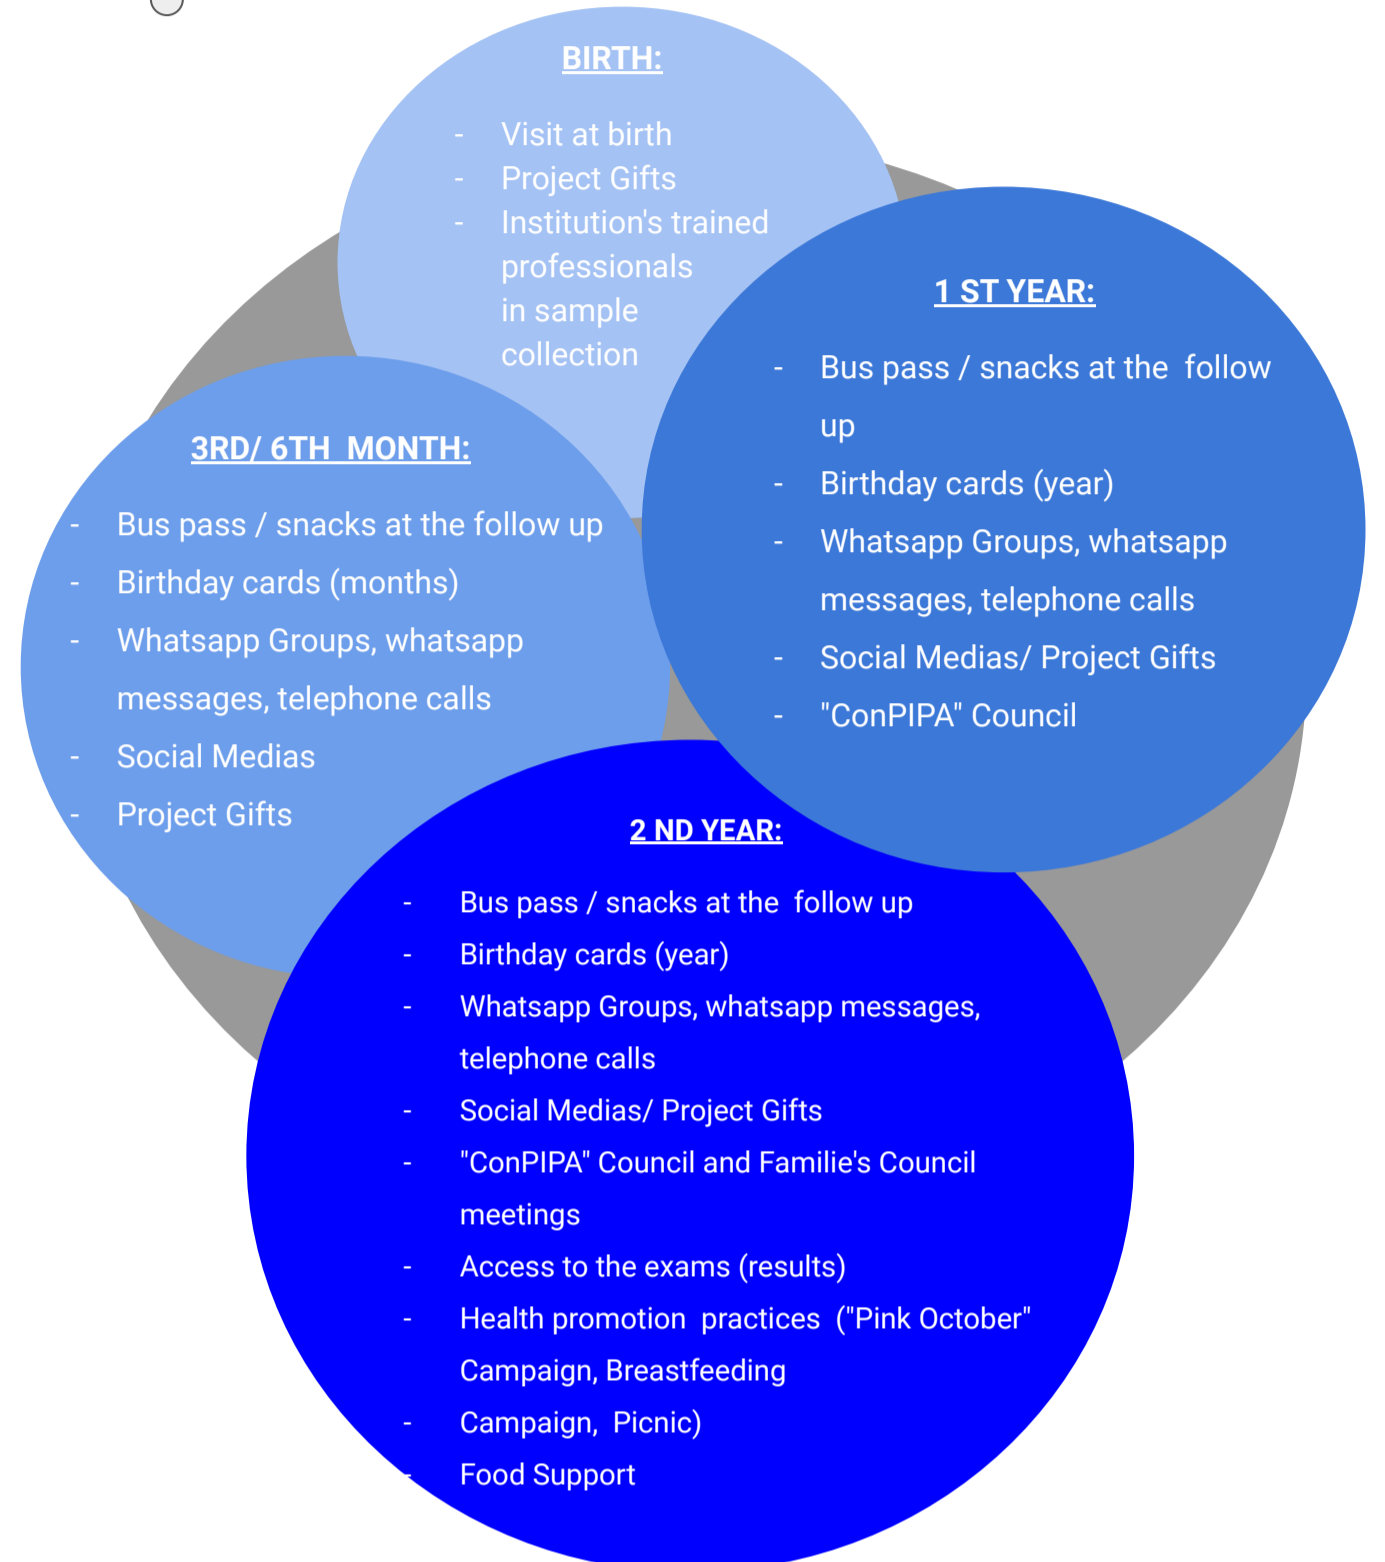 BIRTH:
- Visit at birth
- Project Gifts
- Institution's trained
professionals
in sample
collection
3RD/ 6TH  MONTH:
- Bus pass / snacks at the follow up
- Birthday cards (months)
- Whatsapp Groups, whatsapp
messages, telephone calls
- Social Medias
- Project Gifts
1 ST YEAR:
- Bus pass / snacks at the  follow
up
- Birthday cards (year)
- Whatsapp Groups, whatsapp
messages, telephone calls
- Social Medias/ Project Gifts
- "ConPIPA" Council
2 ND YEAR:
- Bus pass / snacks at the  follow up
- Birthday cards (year)
- Whatsapp Groups, whatsapp messages,
telephone calls
- Social Medias/ Project Gifts
- "ConPIPA" Council and Familie's Council
meetings
- Access to the exams (results)
- Health promotion  practices  ("Pink October"
Campaign, Breastfeeding
- Campaign,  Picnic)
- Food Support